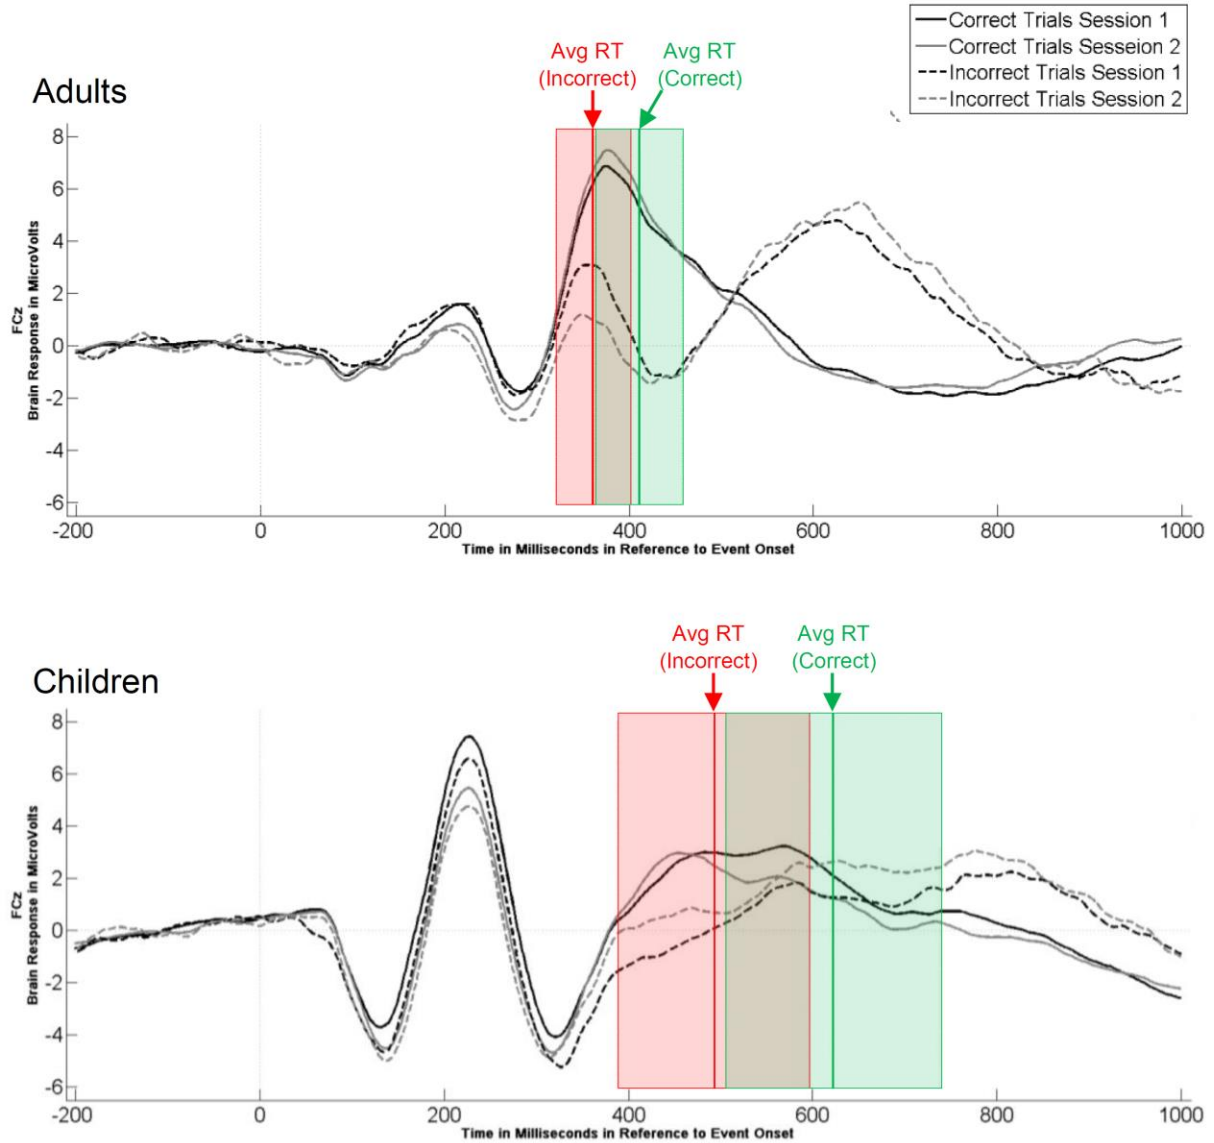 Correct Trials Session 1
Correct Trials Sesseion 2
Incorrect Trials Session 1
Incorrect Trials Session 2
Adults
Avg RT
(Incorrect)
Avg RT
(Correct)
FCz
Brain Response in MicroVolts
8
6
4
2
0
-2
-4
-6
-200
0
200
400
600
800
1000
Time in Milliseconds in Reference to Event Onset
Children
Avg RT
(Incorrect)
Avg RT
(Correct)
FCz
Brain Response in MicroVolts
8
6
4
2
0
-2
-4
-6
-200
0
200
400
600
800
1000
Time in Milliseconds in Reference to Event Onset